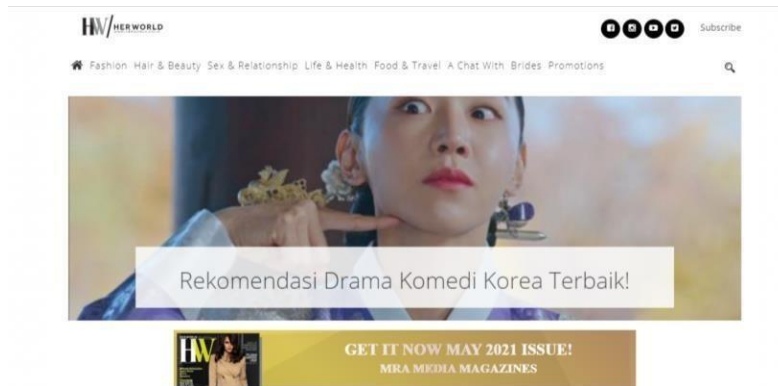 HW/HERWORLD
Subscribe
Fashion Hair & Beauty Sex & Relationship Life & Health Food & Travel A Chat With Brides Promotions
Rekomendasi Drama Komedi Korea Terbaik!
HW
GET IT NOW MAY 2021 ISSUE!
MRA MEDIA MAGAZINES